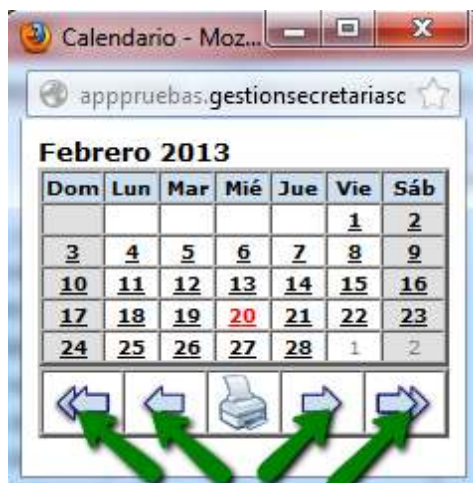 Calendario - Moz...
apppruebas.gestionsecretariasc
Febrero 2013
Dom Lun Mar Mié Jue Vie Sáb
1 2
3 4 5 6 7 8 9
10 11 12 13 14 15 16
17 18 19 20 21 22 23
24 25 26 27 28 1 2